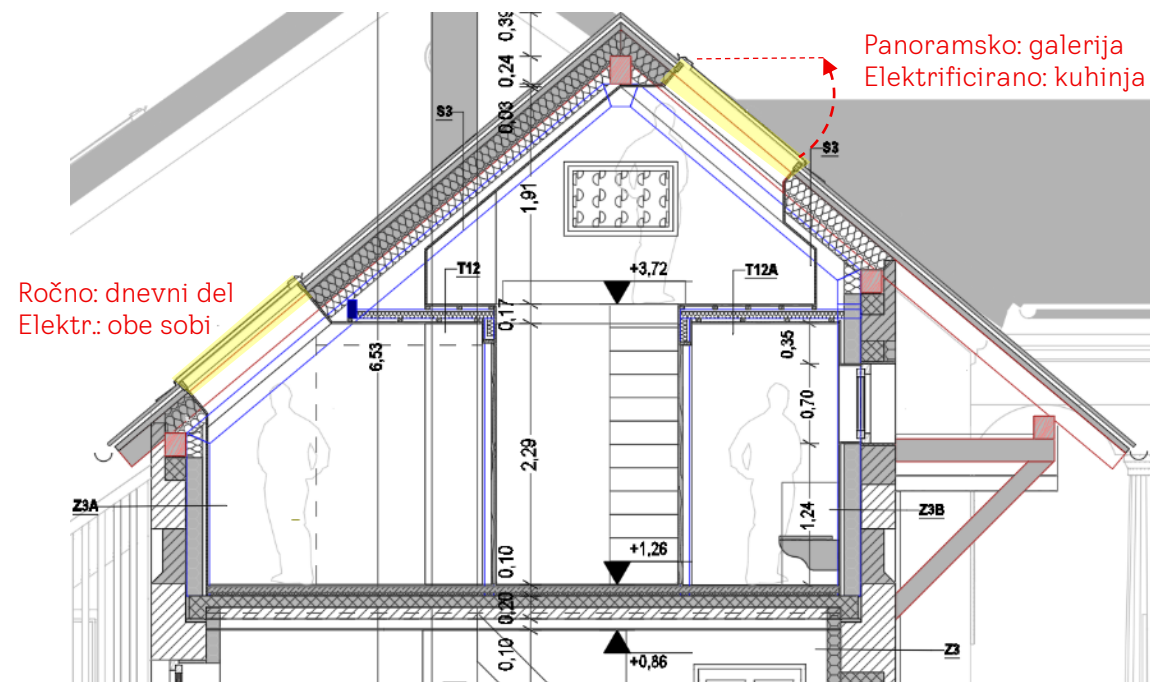 0,39
Panoramsko: galerija
Elektrificirano: kuhinja
0,24
0,03
S3
S3
1,91
T12
+3,72
T12A
Ročno: dnevni del
Elektr.: obe sobi
0,17
6,53
0,35
0,70
2,29
Z3A
1,24
Z3B
0,10
+1,26
0,20
0,10
+0,86
Z3